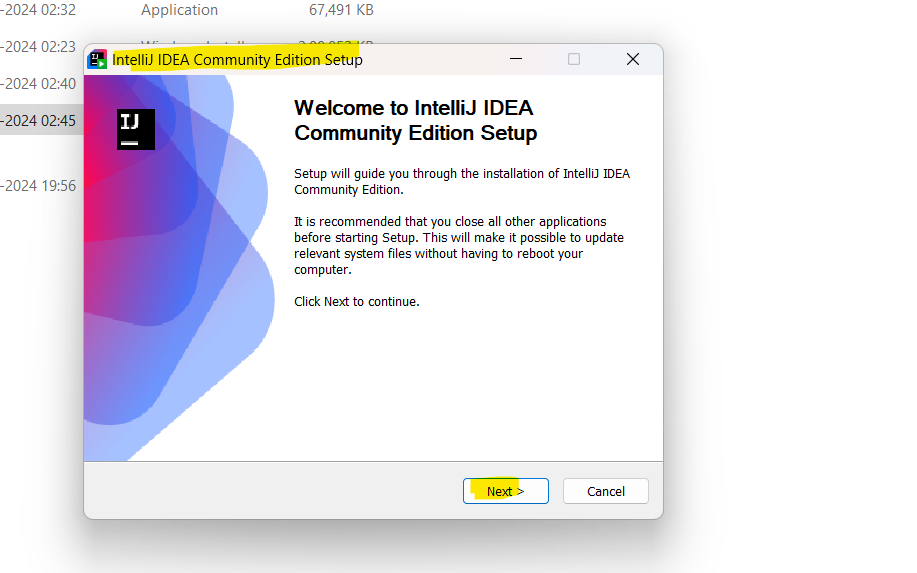 -2024 02:32 Application 67,491 KB
-2024 02:23
IntelliJ IDEA Community Edition Setup
-2024 02:40
-2024 02:45
-2024 19:56
IJ
Welcome to IntelliJ IDEA
Community Edition Setup
Setup will guide you through the installation of IntelliJ IDEA
Community Edition.
It is recommended that you close all other applications
before starting Setup. This will make it possible to update
relevant system files without having to reboot your
computer.
Click Next to continue.
Next >
Cancel